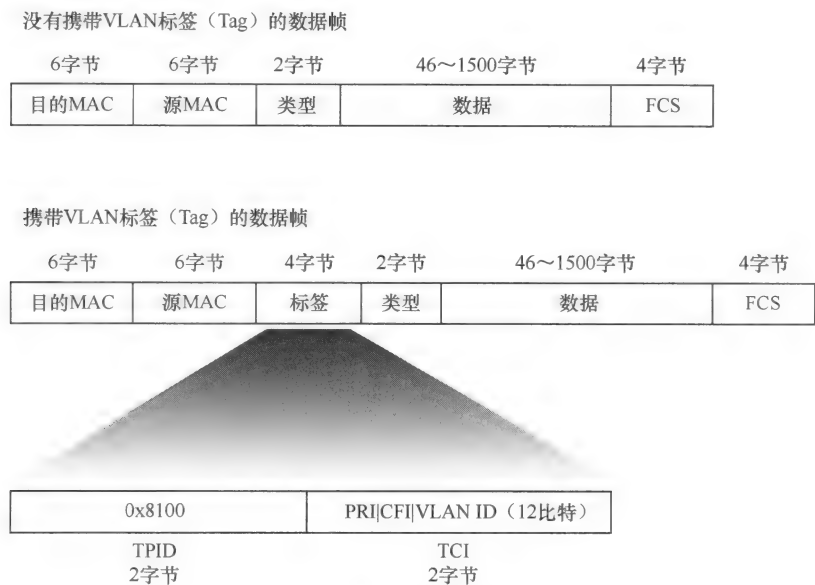 没有携带VLAN标签（Tag）的数据帧
6字节 6字节 2字节 46～1500字节 4字节
目的MAC 源MAC 类型 数据 FCS
携带VLAN标签（Tag）的数据帧
6字节 6字节 4字节 2字节 46～1500字节 4字节
目的MAC 源MAC 标签 类型 数据 FCS
0x8100 PRI|CFI|VLAN ID（12比特）
TPID TCI
2字节 2字节